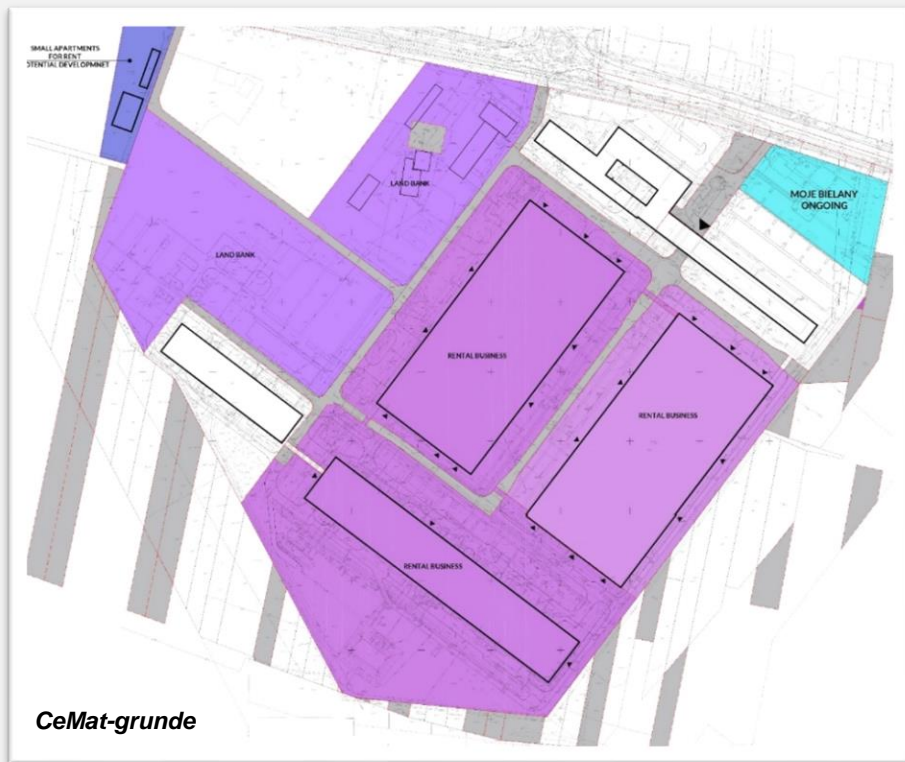 SMALL APARTMENTS
FOR RENT
OTENTIAL DEVELOPMNET
LAND BANK
MOJE BIELANY
ONGOING
LAND BANK
RENTAL BUSINESS
RENTAL BUSINESS
RENTAL BUSINESS
CeMat-grunde